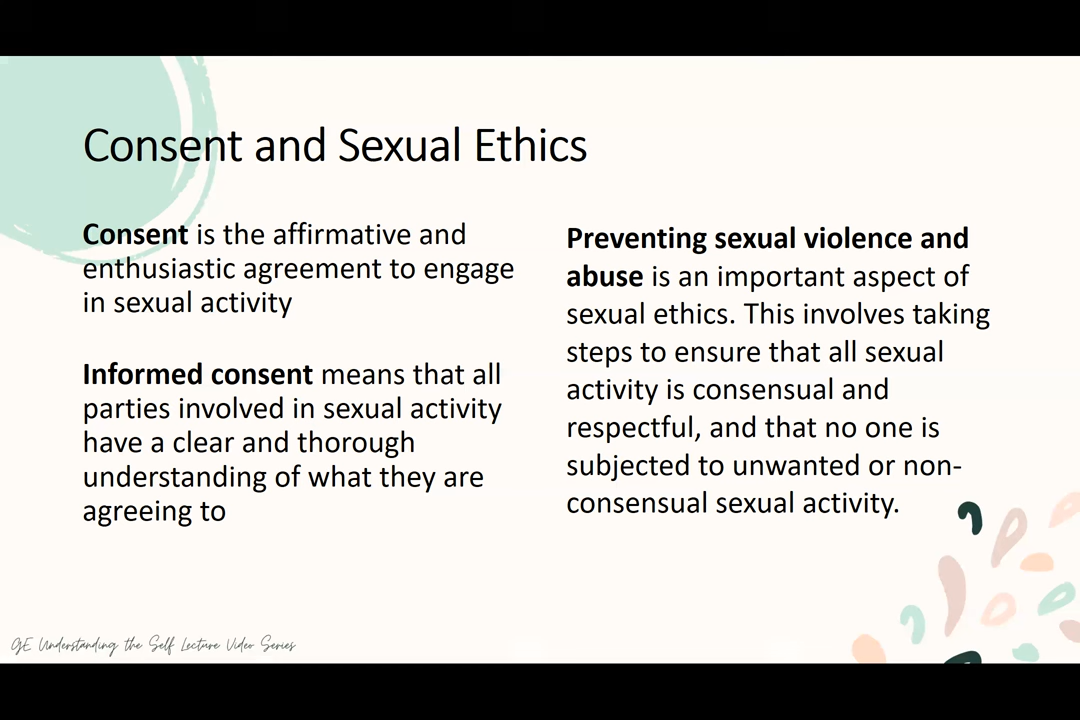 Consent and Sexual Ethics
Consent is the affirmative and
enthusiastic agreement to engage
in sexual activity
Informed consent means that all
parties involved in sexual activity
have a clear and thorough
understanding of what they are
agreeing to
Preventing sexual violence and
abuse is an important aspect of
sexual ethics. This involves taking
steps to ensure that all sexual
activity is consensual and
respectful, and that no one is
subjected to unwanted or non-
consensual sexual activity.
GE Understanding the Self Lecture Video Series